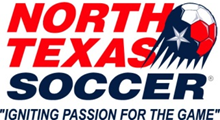 NORTH
TEXAS
SOCCER®
"IGNITING PASSION FOR THE GAME"